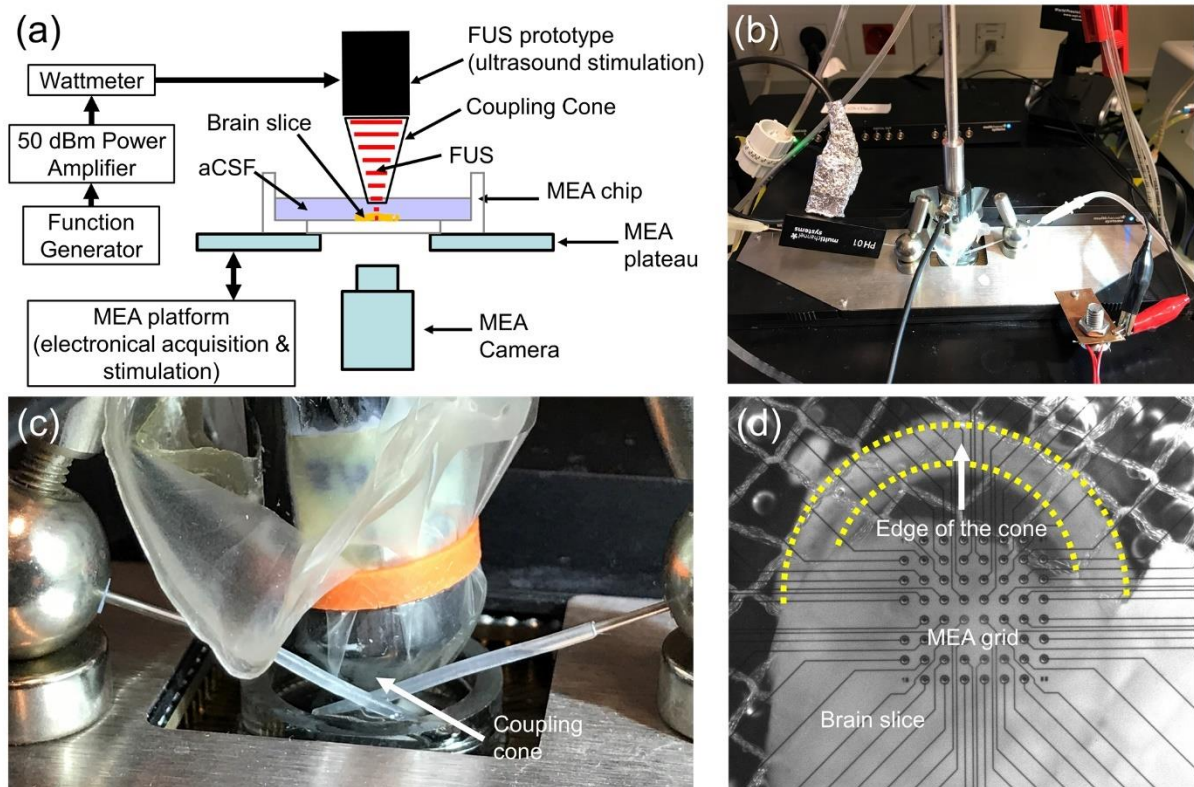 (a)
FUS prototype
(ultrasound stimulation)
Wattmeter
Coupling Cone
Brain slice
FUS
50 dBm Power
Amplifier
aCSF
MEA chip
Function
Generator
MEA
plateau
MEA platform
(electronical acquisition &
stimulation)
MEA
Camera
(b)
PH01
multichannel
systems
(c)
Coupling
cone
(d)
Edge of the cone
MEA grid
Brain slice